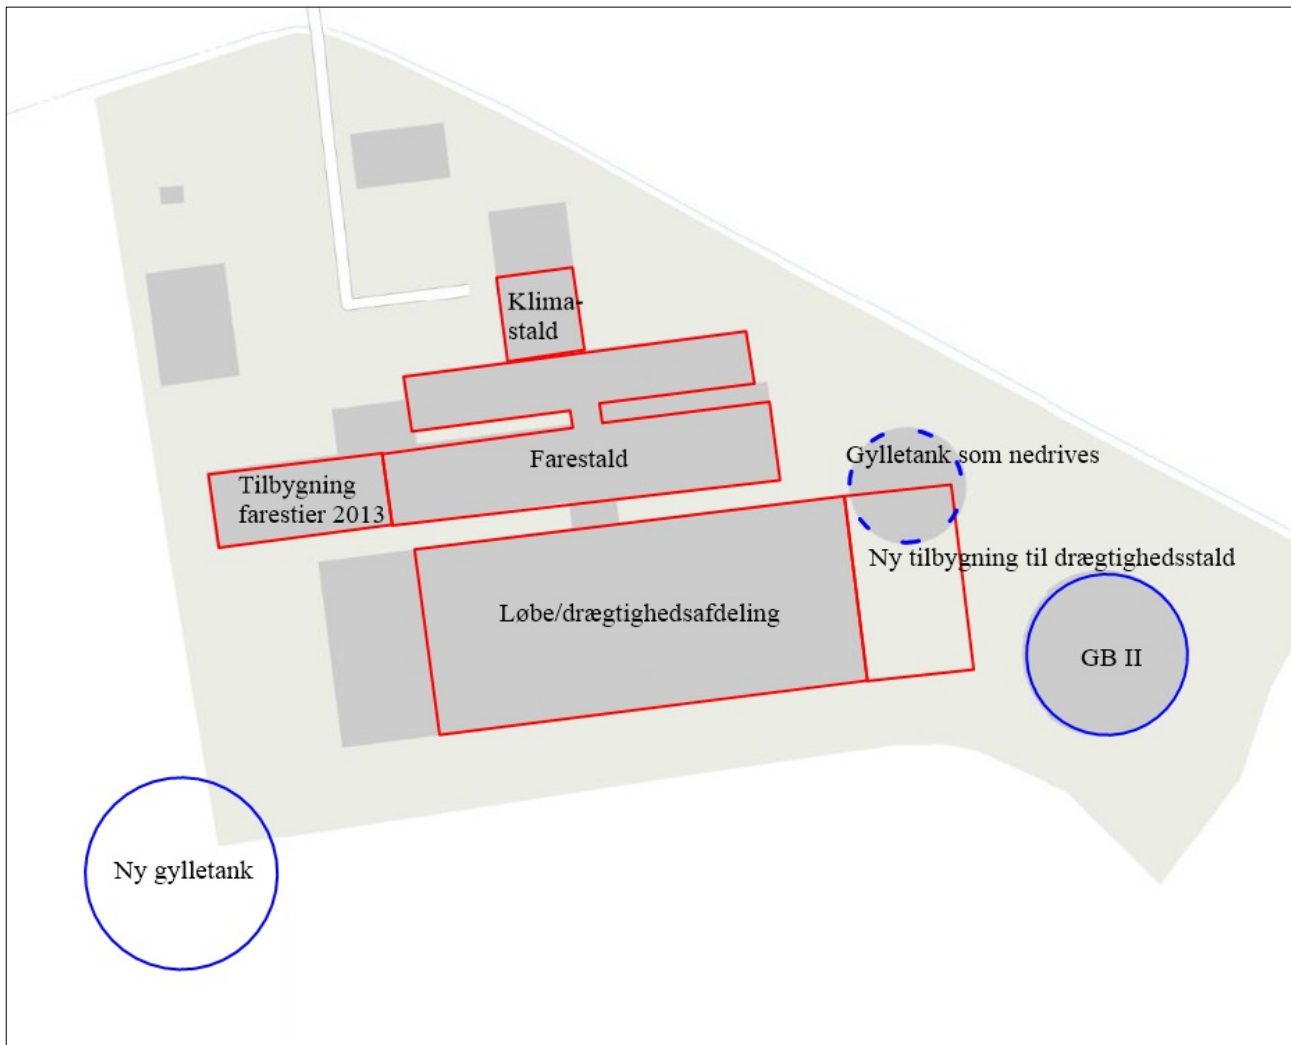 Klima-
stald
Gylletank som nedrives
Farestald
Tilbygning
farestier 2013
Ny tilbygning til drægtighedsstald
Løbe/drægtighedsafdeling
GB II
Ny gylletank